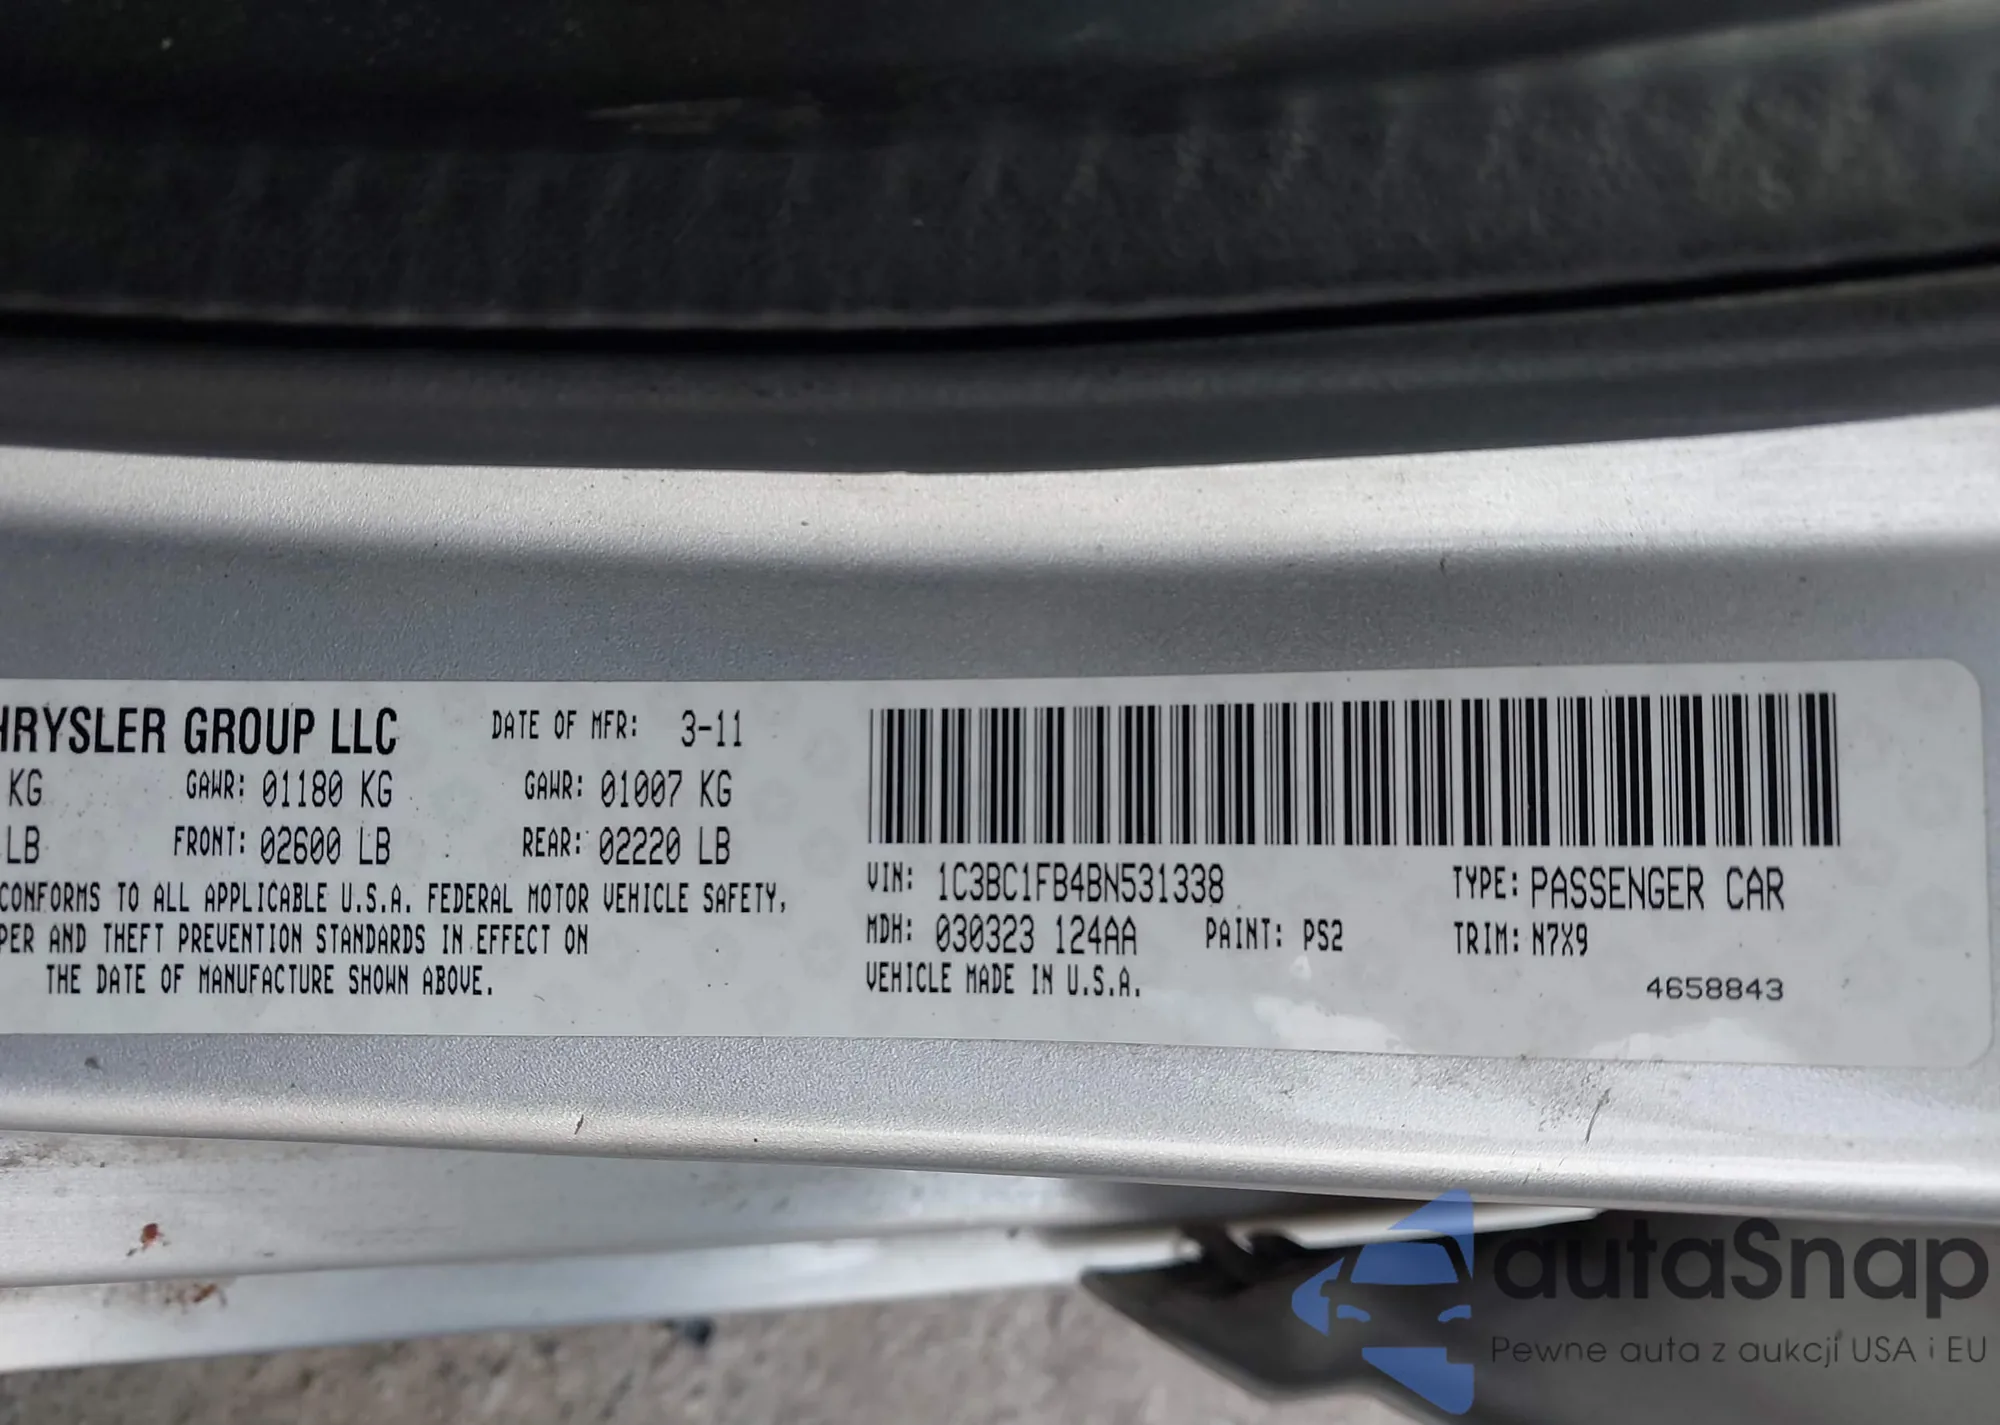 HRYSLER GROUP LLC DATE OF MFR: 3-11
KG GAWR: 01180 KG GAWR: 01007 KG
LB FRONT: 02600 LB REAR: 02220 LB
CONFORMS TO ALL APPLICABLE U.S.A. FEDERAL MOTOR VEHICLE SAFETY,
PER AND THEFT PREVENTION STANDARDS IN EFFECT ON
THE DATE OF MANUFACTURE SHOWN ABOVE.
VIN: 1C3BC1FB4BN531338 TYPE: PASSENGER CAR
MDH: 030323 124AA PAINT: PS2 TRIM: N7X9
VEHICLE MADE IN U.S.A.
4658843
autaSnap
Pewne auta z aukcji USA i EU